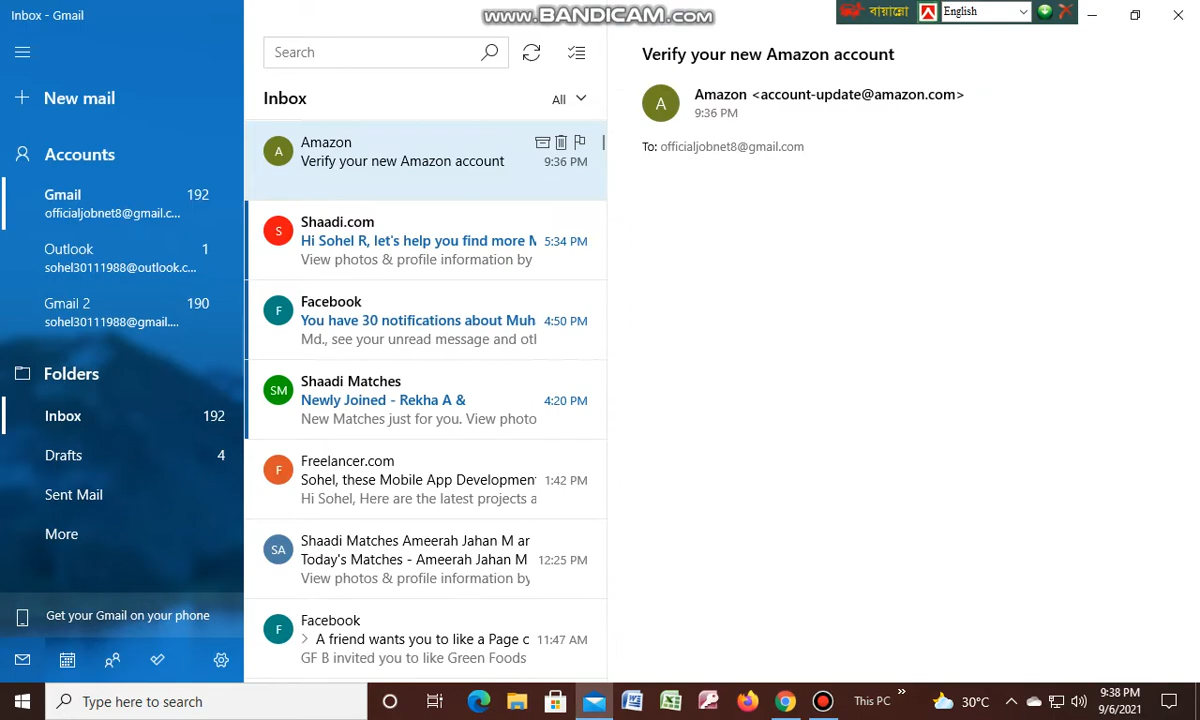 Inbox - Gmail
www.BANDICAM.com
বায়ান্নো
English
New mail
Accounts
Gmail 192
officialjobnet8@gmail.c...
Outlook 1
sohel30111988@outlook.c...
Gmail 2 190
sohel30111988@gmail....
Folders
Inbox 192
Drafts 4
Sent Mail
More
Get your Gmail on your phone
Search
Inbox All
A Amazon
Verify your new Amazon account 9:36 PM
S Shaadi.com
Hi Sohel R, let's help you find more M 5:34 PM
View photos & profile information by
F Facebook
You have 30 notifications about Muh 4:50 PM
Md., see your unread message and otl
SM Shaadi Matches
Newly Joined - Rekha A & 4:20 PM
New Matches just for you. View photo
F Freelancer.com
Sohel, these Mobile App Development 1:42 PM
Hi Sohel, Here are the latest projects a
SA Shaadi Matches Ameerah Jahan M ar
Today's Matches - Ameerah Jahan M 12:25 PM
View photos & profile information by
F Facebook
> A friend wants you to like a Page c 11:47 AM
GF B invited you to like Green Foods
Verify your new Amazon account
A Amazon <account-update@amazon.com>
9:36 PM
To: officialjobnet8@gmail.com
Type here to search
This PC
30°C
9:38 PM
9/6/2021